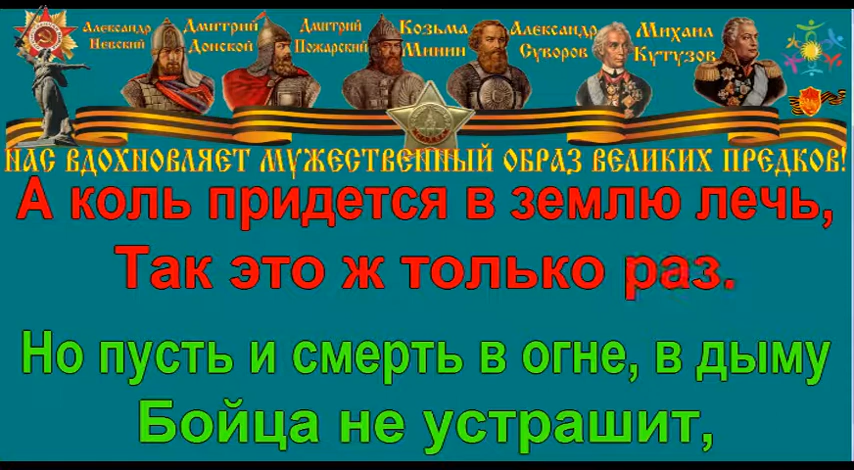 Александр Невский
Дмитрий Донской
Дмитрий Пожарский
Козьма Минин
Александр Суворов
Михаил Кутузов
НАС ВДОХНОВЛЯЕТ МУЖЕСТВЕННЫЙ ОБРАЗ ВЕЛИКИХ ПРЕДКОВ!
А коль придется в землю лечь,
Так это ж только раз.
Но пусть и смерть в огне, в дыму
Бойца не устрашит,